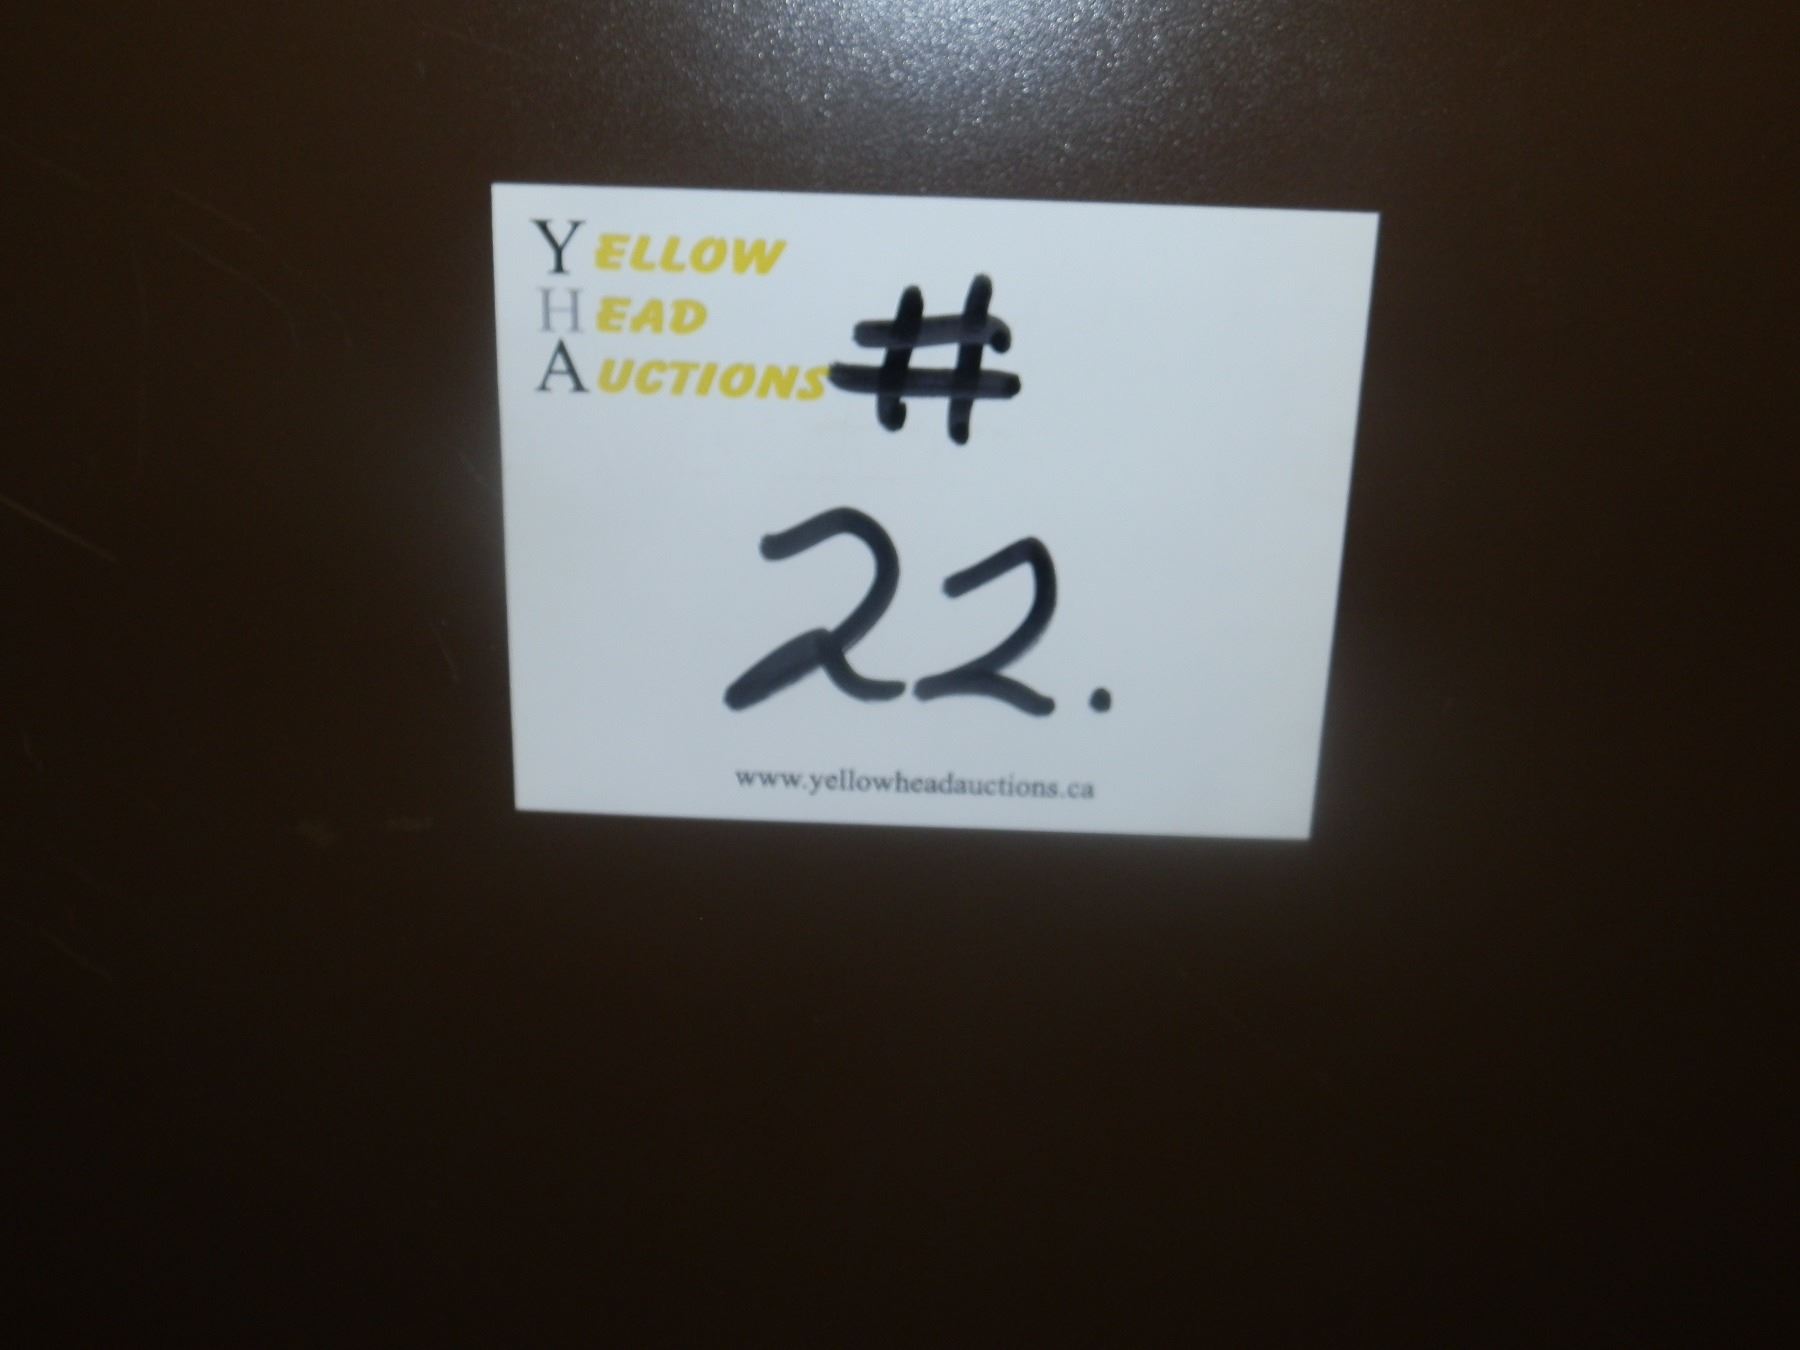 YELLOW
HEAD
AUCTIONS
#
22.
www.yellowheadauctions.ca